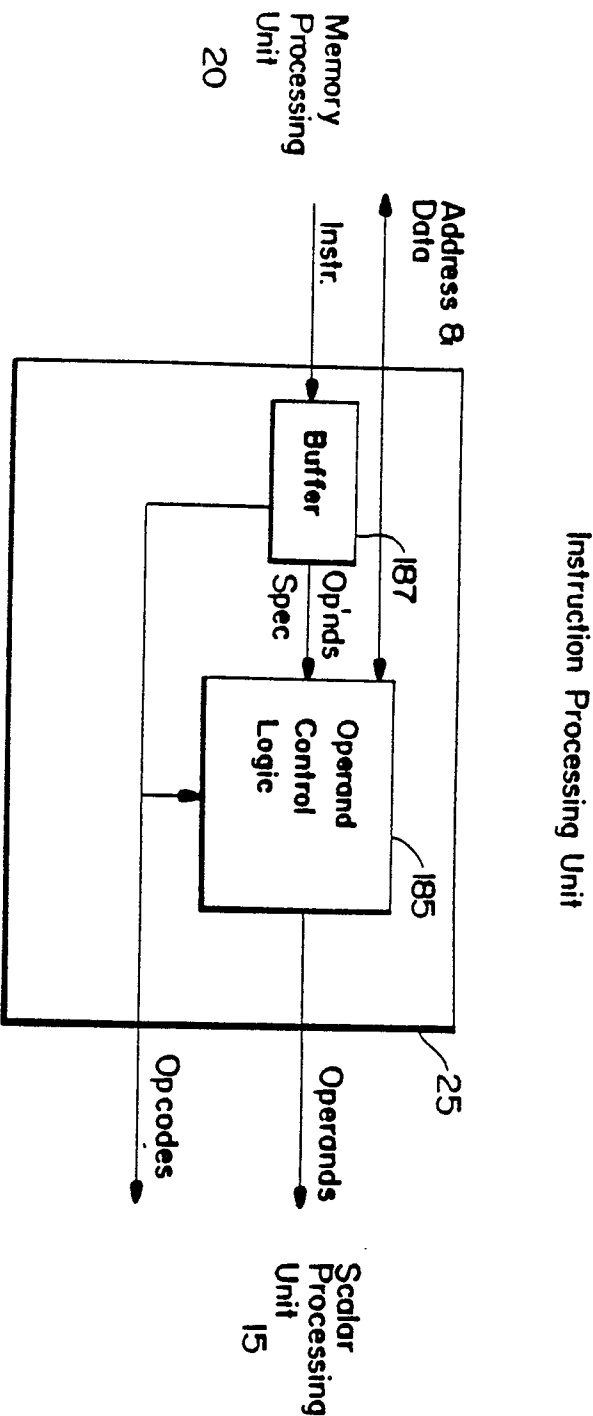 Instruction Processing Unit
Address &
Data
Memory
Processing
Unit
20
Instr.
Buffer
187
Op'nds
Spec
Operand
Control
Logic
185
25
Operands
Opcodes
Scalar
Processing
Unit
15